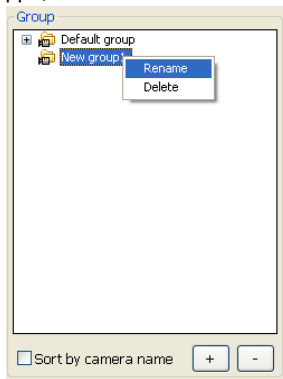 Group
Default group
New group1
Rename
Delete
Sort by camera name
+
-